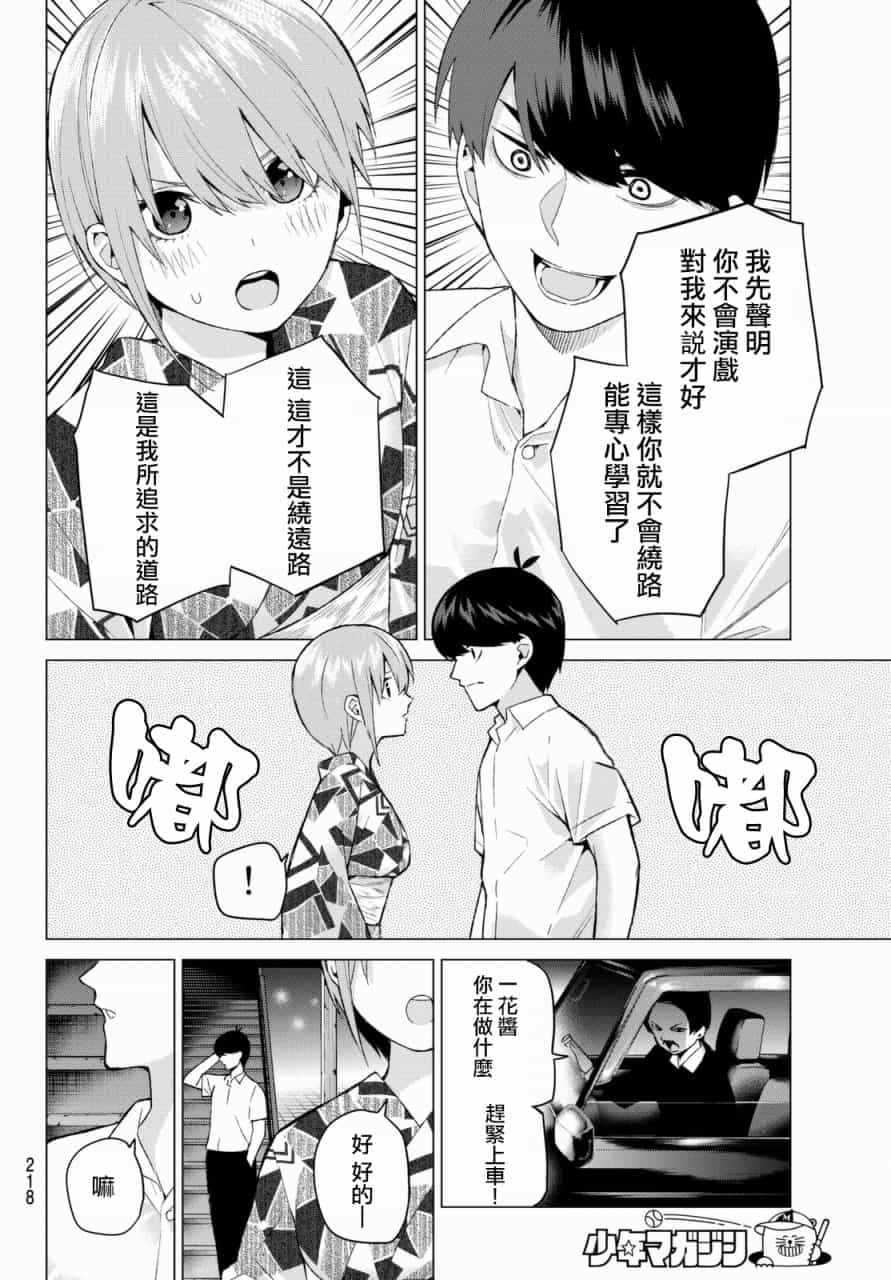 我先聲明
你不會演戲
對我來説才好
這樣你就不會繞路
能專心學習了
這 這才不是繞遠路
這是我所追求的道路
嘟
嘟
！
一花醬
你在做什麼
趕緊上車！
好 好的—
嘛
218
少年マガジン